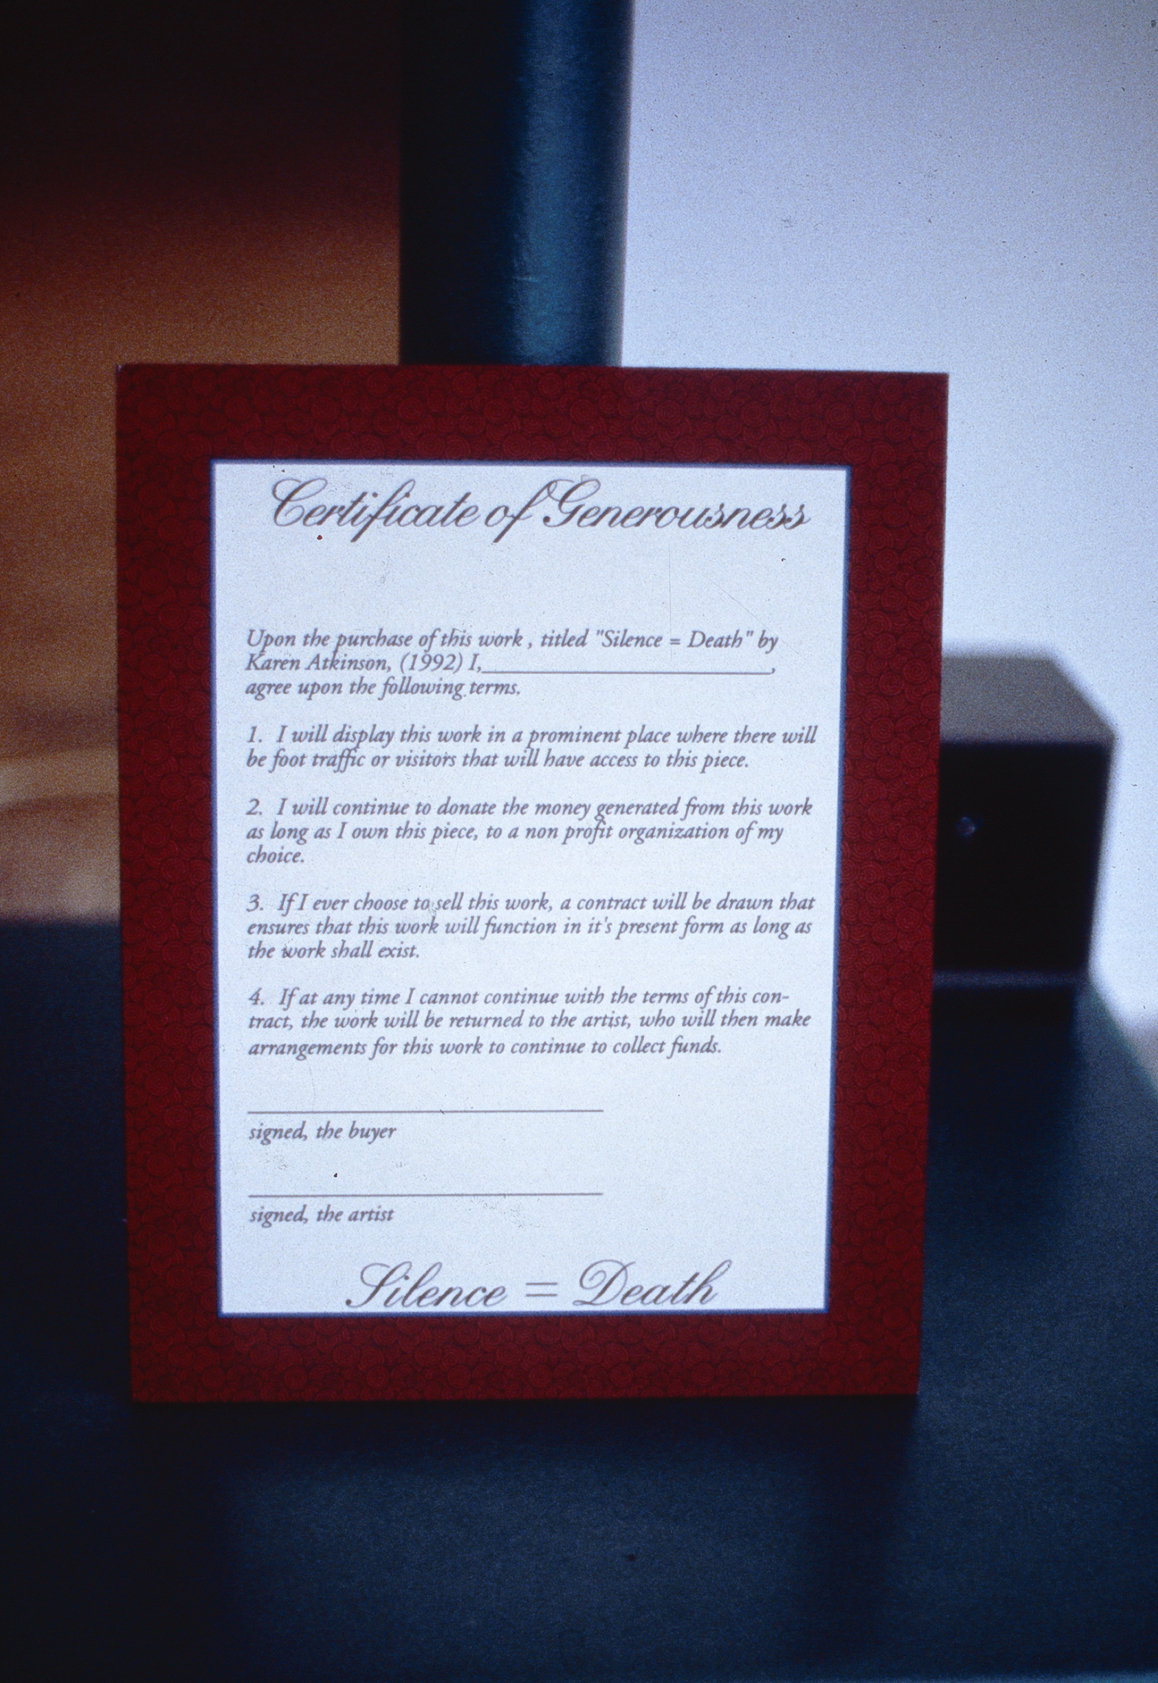 Certificate of Generousness
Upon the purchase of this work , titled "Silence = Death" by
Karen Atkinson, (1992) I,______________________________,
agree upon the following terms.
1.  I will display this work in a prominent place where there will
be foot traffic or visitors that will have access to this piece.
2.  I will continue to donate the money generated from this work
as long as I own this piece, to a non profit organization of my
choice.
3.  If I ever choose to sell this work, a contract will be drawn that
ensures that this work will function in it's present form as long as
the work shall exist.
4.  If at any time I cannot continue with the terms of this con-
tract, the work will be returned to the artist, who will then make
arrangements for this work to continue to collect funds.
signed, the buyer
signed, the artist
Silence = Death